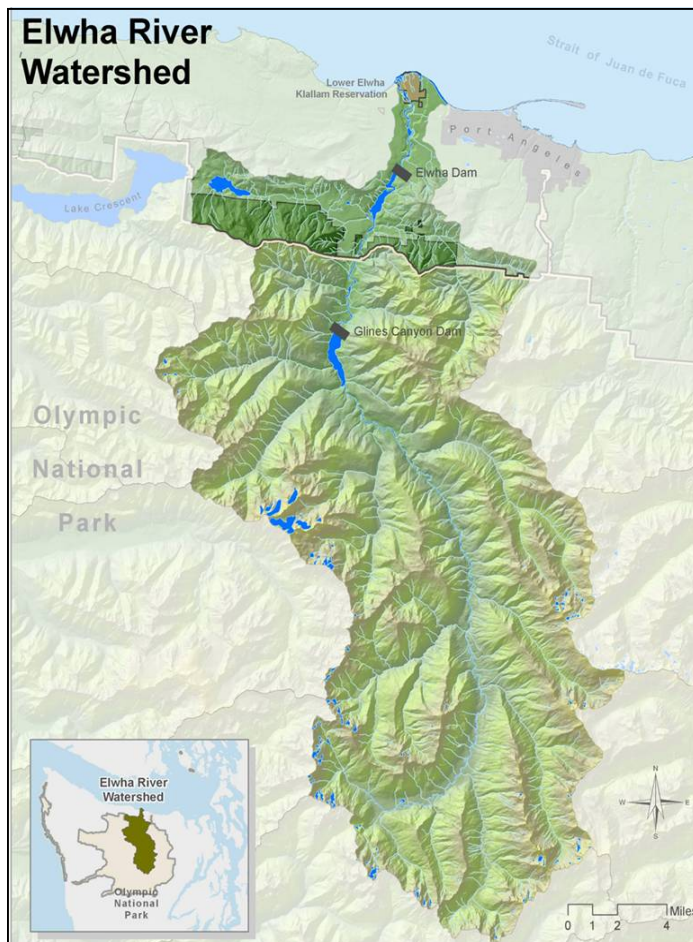 Elwha River
Watershed
Strait of Juan de Fuca
Lower Elwha
Klallam Reservation
Port Angeles
Elwha Dam
Lake Crescent
Glines Canyon Dam
Olympic
National
Park
Elwha River
Watershed
Olympic
National
Park
N
W
E
S
Miles
0 1 2 4